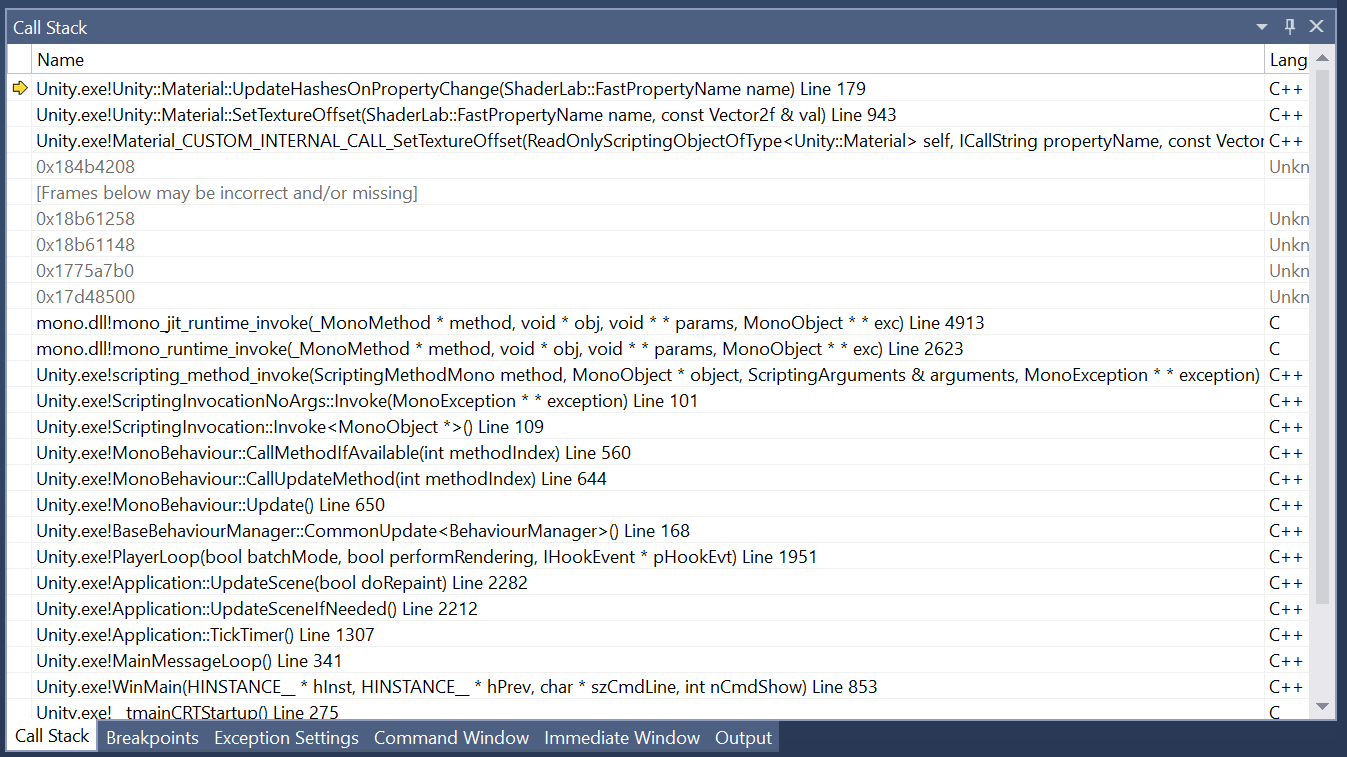 Call Stack
Name Lang
Unity.exe!Unity::Material::UpdateHashesOnPropertyChange(ShaderLab::FastPropertyName name) Line 179 C++
Unity.exe!Unity::Material::SetTextureOffset(ShaderLab::FastPropertyName name, const Vector2f & val) Line 943 C++
Unity.exe!Material_CUSTOM_INTERNAL_CALL_SetTextureOffset(ReadOnlyScriptingObjectOfType<Unity::Material> self, ICallString propertyName, const Vector C++
0x184b4208 Unkn
[Frames below may be incorrect and/or missing]
0x18b61258 Unkn
0x18b61148 Unkn
0x1775a7b0 Unkn
0x17d48500 Unkn
mono.dll!mono_jit_runtime_invoke(_MonoMethod * method, void * obj, void * * params, MonoObject * * exc) Line 4913 C
mono.dll!mono_runtime_invoke(_MonoMethod * method, void * obj, void * * params, MonoObject * * exc) Line 2623 C
Unity.exe!scripting_method_invoke(ScriptingMethodMono method, MonoObject * object, ScriptingArguments & arguments, MonoException * * exception) C++
Unity.exe!ScriptingInvocationNoArgs::Invoke(MonoException * * exception) Line 101 C++
Unity.exe!ScriptingInvocation::Invoke<MonoObject *>() Line 109 C++
Unity.exe!MonoBehaviour::CallMethodIfAvailable(int methodIndex) Line 560 C++
Unity.exe!MonoBehaviour::CallUpdateMethod(int methodIndex) Line 644 C++
Unity.exe!MonoBehaviour::Update() Line 650 C++
Unity.exe!BaseBehaviourManager::CommonUpdate<BehaviourManager>() Line 168 C++
Unity.exe!PlayerLoop(bool batchMode, bool performRendering, IHookEvent * pHookEvt) Line 1951 C++
Unity.exe!Application::UpdateScene(bool doRepaint) Line 2282 C++
Unity.exe!Application::UpdateSceneIfNeeded() Line 2212 C++
Unity.exe!Application::TickTimer() Line 1307 C++
Unity.exe!MainMessageLoop() Line 341 C++
Unity.exe!WinMain(HINSTANCE__ * hInst, HINSTANCE__ * hPrev, char * szCmdLine, int nCmdShow) Line 853 C++
Unity.exe!__tmainCRTStartup() Line 275 C
Call Stack Breakpoints Exception Settings Command Window Immediate Window Output